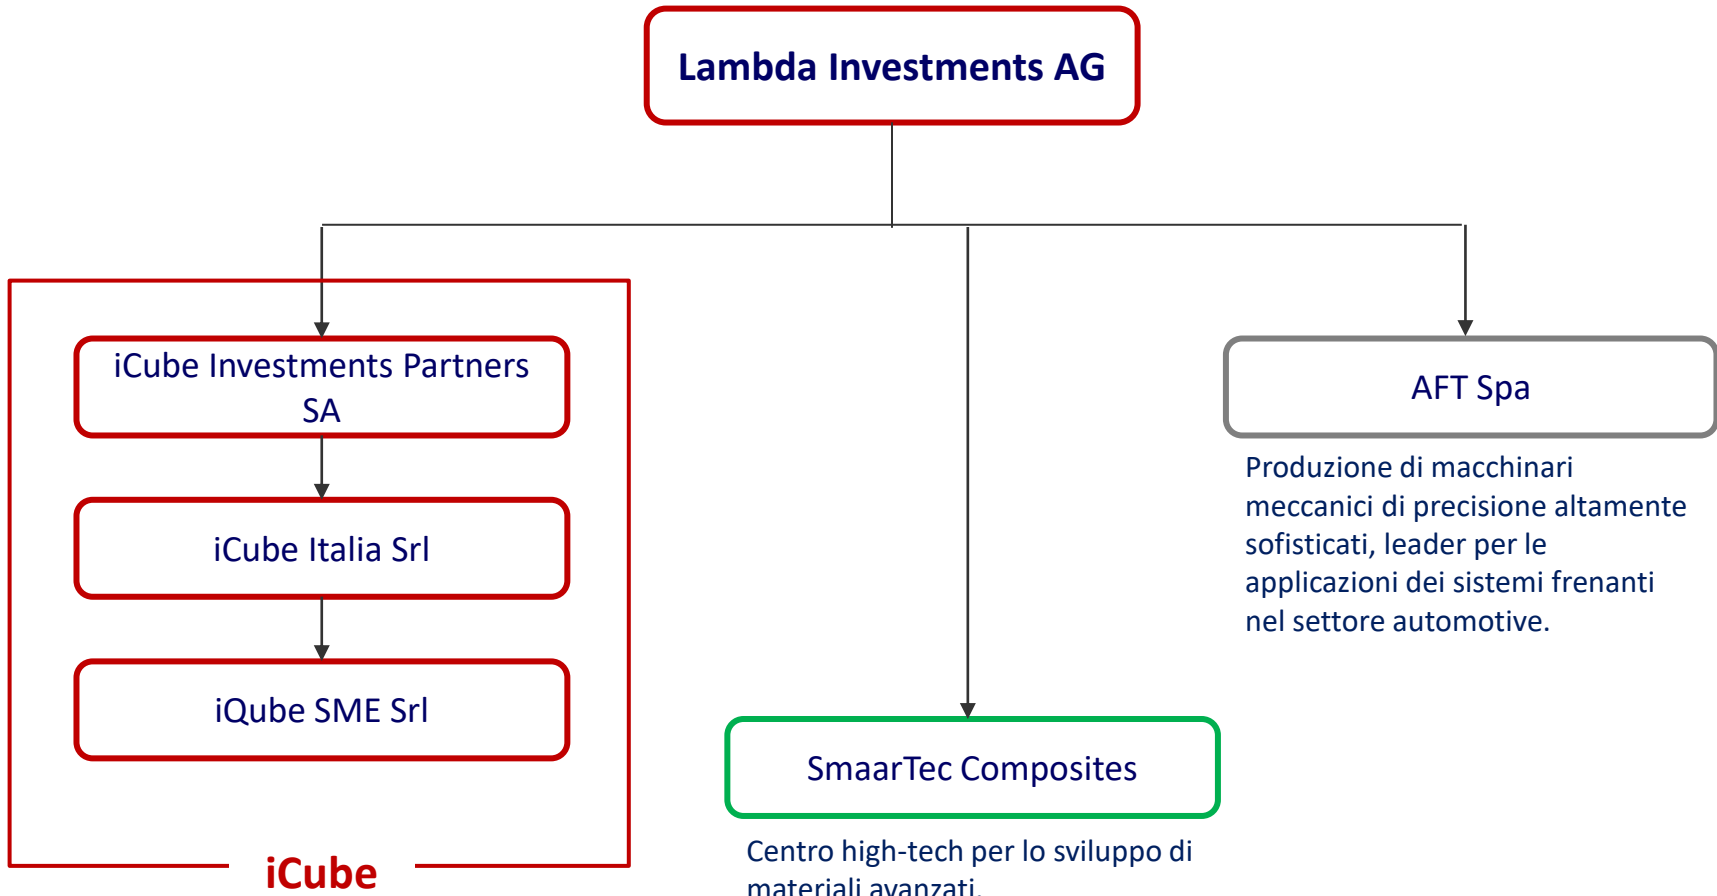 Lambda Investments AG
iCube Investments Partners
SA
iCube Italia Srl
iQube SME Srl
iCube
SmaarTec Composites
Centro high-tech per lo sviluppo di
materiali avanzati.
AFT Spa
Produzione di macchinari
meccanici di precisione altamente
sofisticati, leader per le
applicazioni dei sistemi frenanti
nel settore automotive.